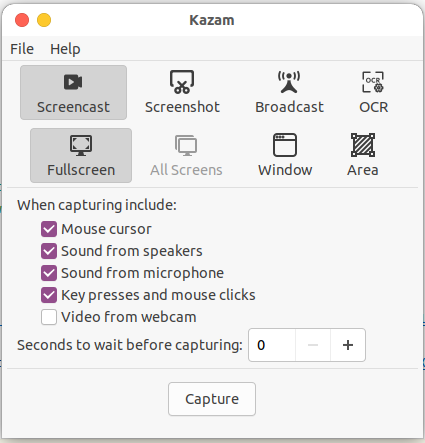 Kazam
File Help
Screencast Screenshot Broadcast OCR
Fullscreen All Screens Window Area
When capturing include:
Mouse cursor
Sound from speakers
Sound from microphone
Key presses and mouse clicks
Video from webcam
Seconds to wait before capturing: 0 − +
Capture